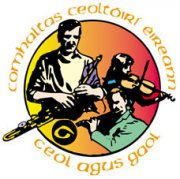 COMHALTAS CEOLTÓIRÍ ÉIREANN
CEOL AGUS GAOL